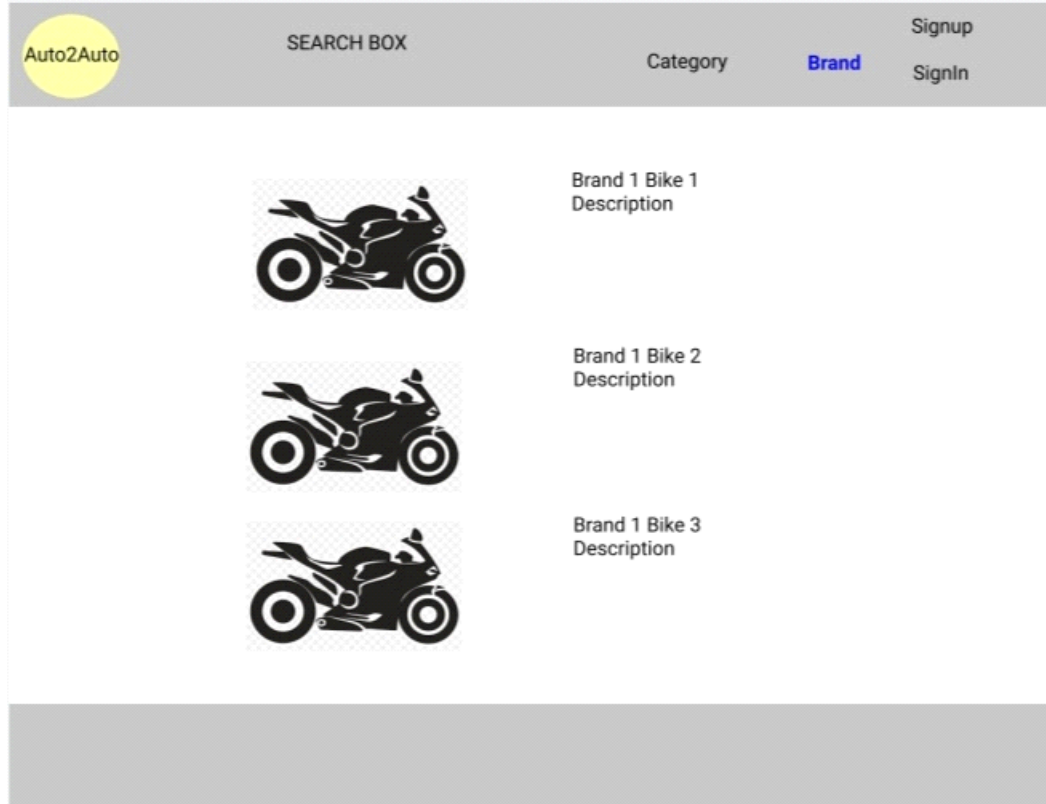 Auto2Auto
SEARCH BOX
Category
Brand
Signup
SignIn
Brand 1 Bike 1
Description
Brand 1 Bike 2
Description
Brand 1 Bike 3
Description